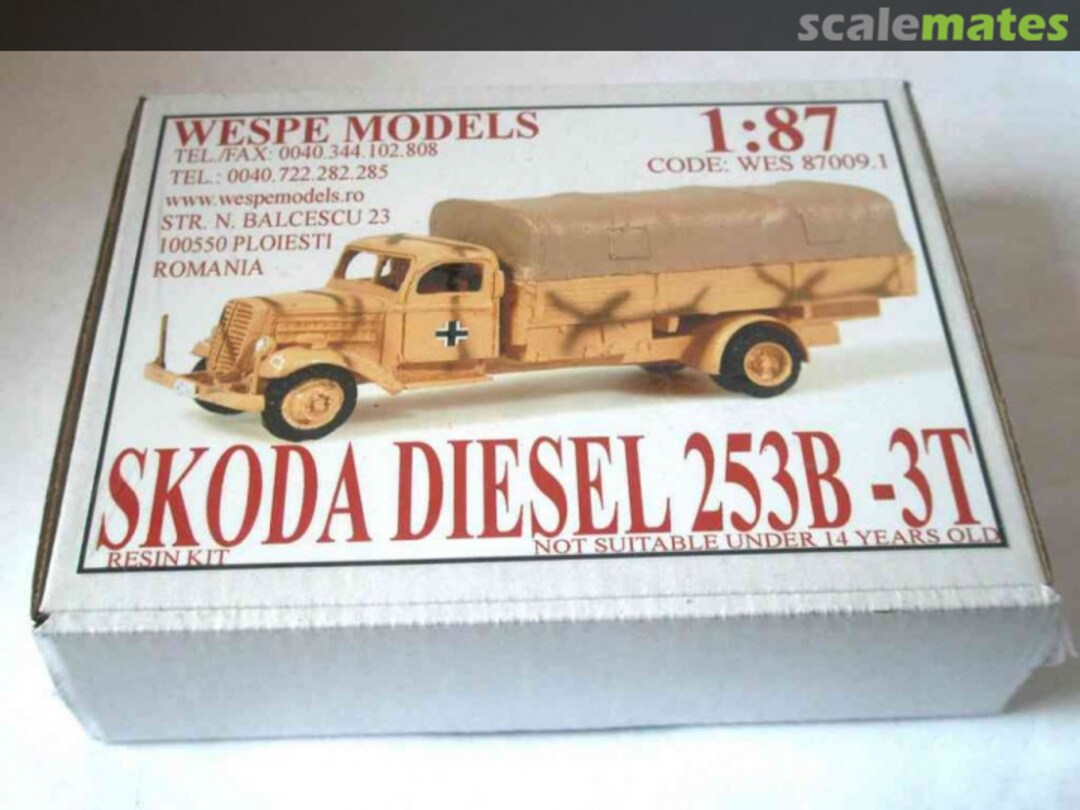 scalemates
WESPE MODELS
TEL./FAX: 0040.344.102.808
TEL.: 0040.722.282.285
www.wespemodels.ro
STR. N. BALCESCU 23
100550 PLOIESTI
ROMANIA
1:87
CODE: WES 87009.1
SKODA DIESEL 253B -3T
RESIN KIT
NOT SUITABLE UNDER 14 YEARS OLD